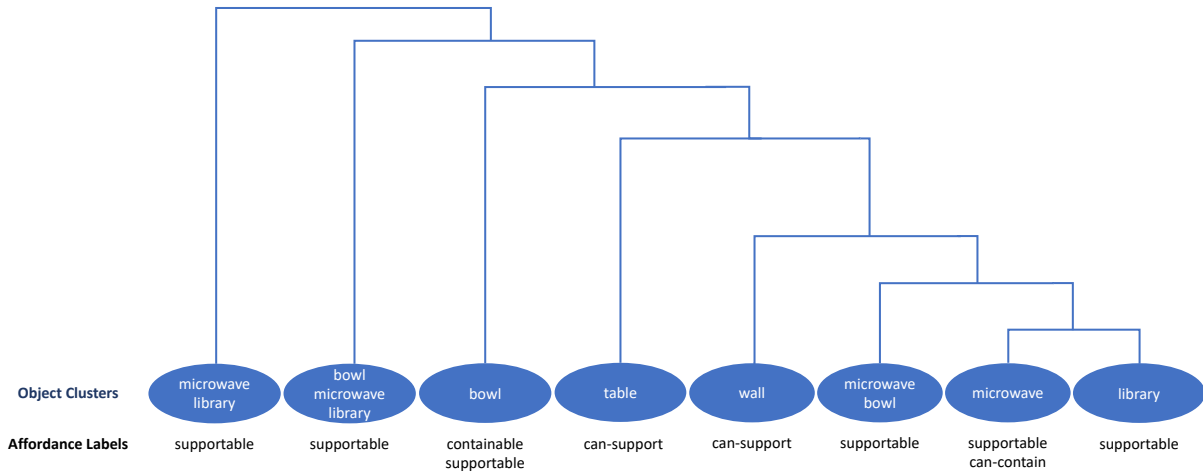 Object Clusters
microwave
library
bowl
microwave
library
bowl
table
wall
microwave
bowl
microwave
library
Affordance Labels
supportable
supportable
containable
supportable
can-support
can-support
supportable
supportable
can-contain
supportable